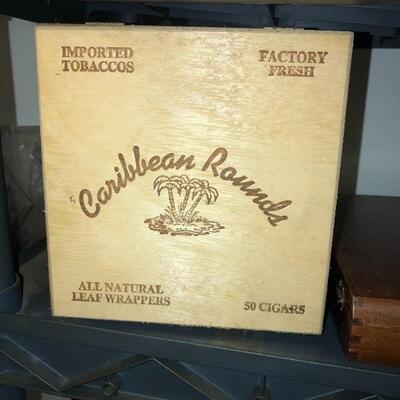 IMPORTED
TOBACCOS
FACTORY
FRESH
Caribbean Rounds
ALL NATURAL
LEAF WRAPPERS
50 CIGARS